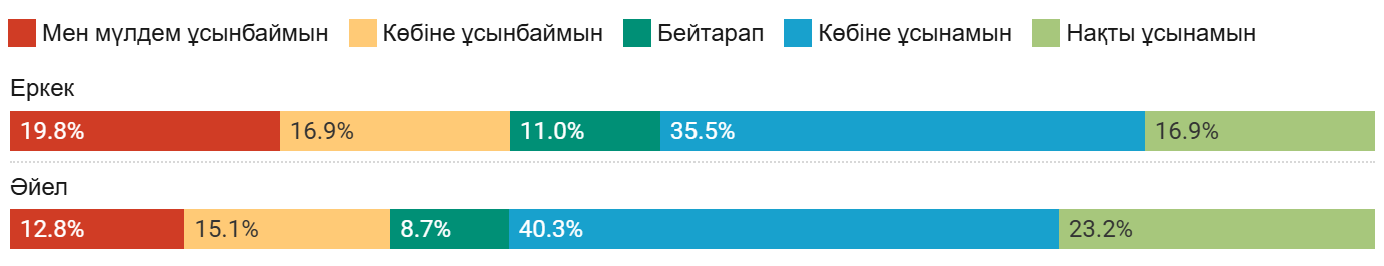 Мен мүлдем ұсынбаймын Көбіне ұсынбаймын Бейтарап Көбіне ұсынамын Нақты ұсынамын
Еркек
19.8% 16.9% 11.0% 35.5% 16.9%
Әйел
12.8% 15.1% 8.7% 40.3% 23.2%